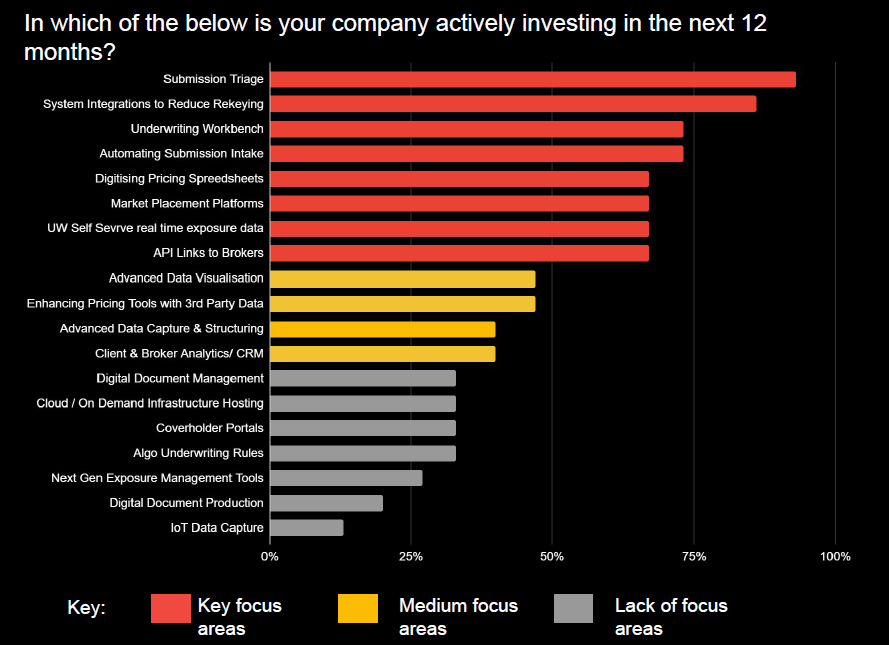 In which of the below is your company actively investing in the next 12
months?
Submission Triage
System Integrations to Reduce Rekeying
Underwriting Workbench
Automating Submission Intake
Digitising Pricing Spreedsheets
Market Placement Platforms
UW Self Sevrve real time exposure data
API Links to Brokers
Advanced Data Visualisation
Enhancing Pricing Tools with 3rd Party Data
Advanced Data Capture & Structuring
Client & Broker Analytics/ CRM
Digital Document Management
Cloud / On Demand Infrastructure Hosting
Coverholder Portals
Algo Underwriting Rules
Next Gen Exposure Management Tools
Digital Document Production
IoT Data Capture
0% 25% 50% 75% 100%
Key: Key focus Medium focus Lack of focus
areas areas areas